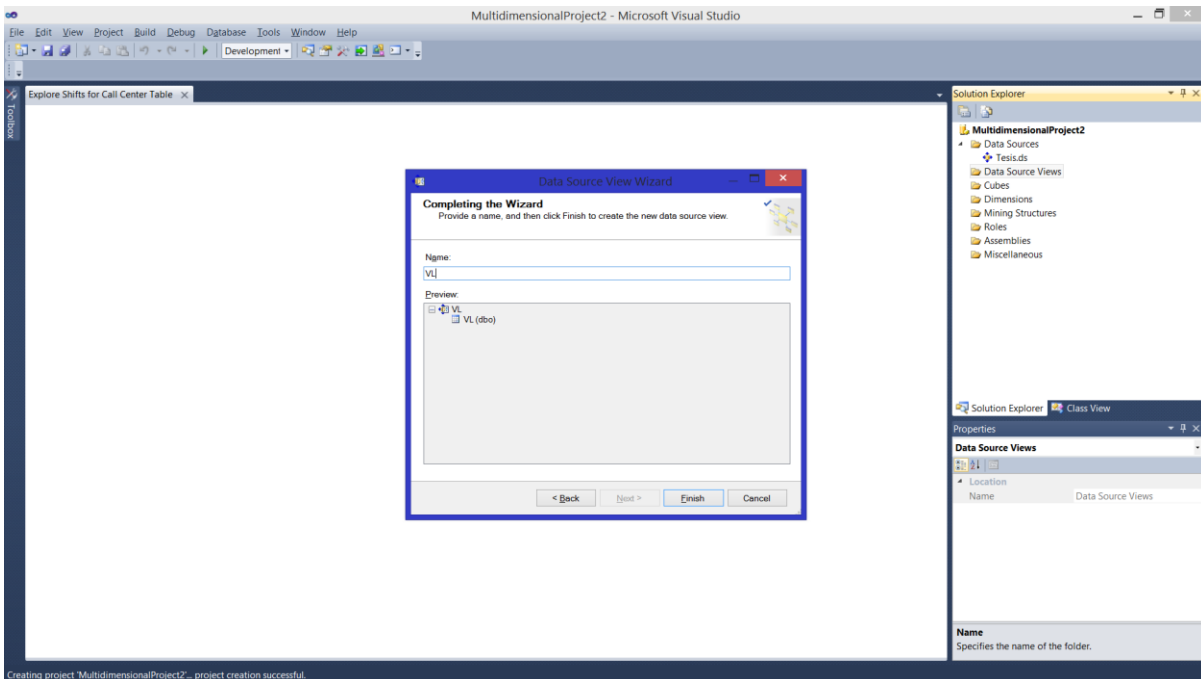 MultidimensionalProject2 - Microsoft Visual Studio
File Edit View Project Build Debug Database Tools Window Help
Development
Toolbox
Explore Shifts for Call Center Table
Data Source View Wizard
Completing the Wizard
Provide a name, and then click Finish to create the new data source view.
Name:
VL
Preview:
VL
VL (dbo)
< Back Next > Finish Cancel
Solution Explorer
MultidimensionalProject2
Data Sources
Tesis.ds
Data Source Views
Cubes
Dimensions
Mining Structures
Roles
Assemblies
Miscellaneous
Solution Explorer Class View
Properties
Data Source Views
Location
Name Data Source Views
Name
Specifies the name of the folder.
Creating project 'MultidimensionalProject2'... project creation successful.